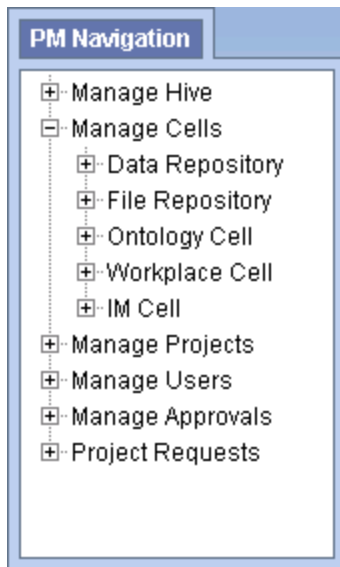 PM Navigation
Manage Hive
Manage Cells
Data Repository
File Repository
Ontology Cell
Workplace Cell
IM Cell
Manage Projects
Manage Users
Manage Approvals
Project Requests